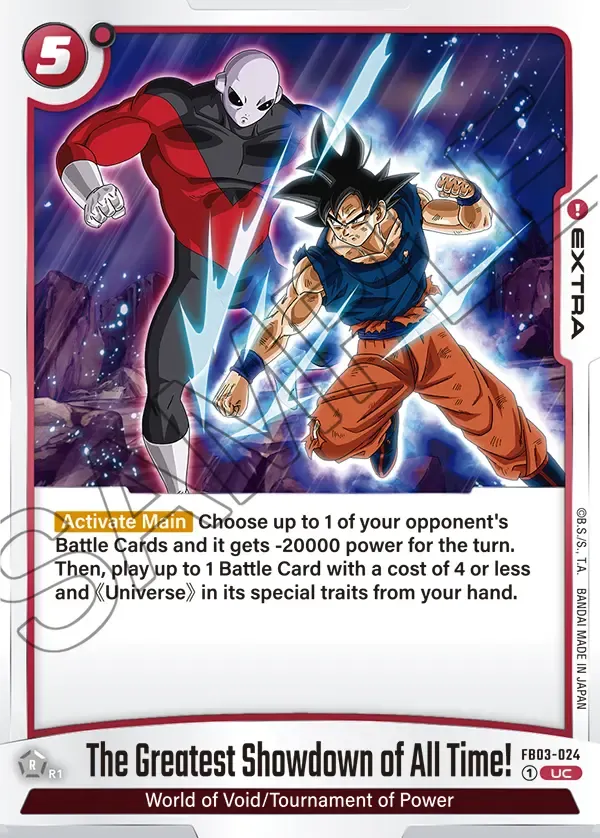 5
! EXTRA
Activate Main Choose up to 1 of your opponent's
Battle Cards and it gets -20000 power for the turn.
Then, play up to 1 Battle Card with a cost of 4 or less
and 《Universe》 in its special traits from your hand.
SAMPLE
©B.S./S., T.A. BANDAI MADE IN JAPAN
R R1
The Greatest Showdown of All Time!
FB03-024
1 UC
World of Void/Tournament of Power